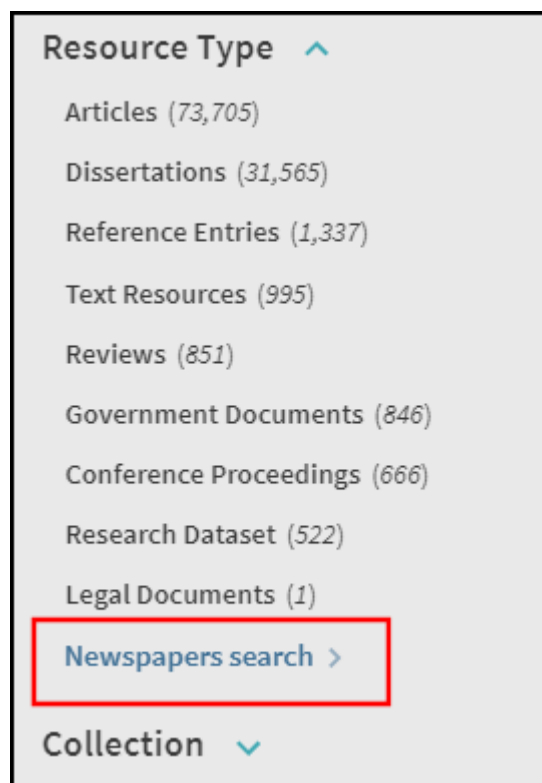 Resource Type
Articles (73,705)
Dissertations (31,565)
Reference Entries (1,337)
Text Resources (995)
Reviews (851)
Government Documents (846)
Conference Proceedings (666)
Research Dataset (522)
Legal Documents (1)
Newspapers search >
Collection